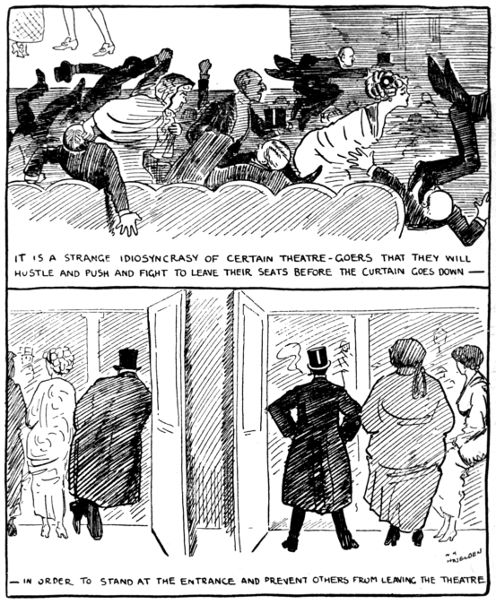 IT IS A STRANGE IDIOSYNCRASY OF CERTAIN THEATRE-GOERS THAT THEY WILL
HUSTLE AND PUSH AND FIGHT TO LEAVE THEIR SEATS BEFORE THE CURTAIN GOES DOWN —
— IN ORDER TO STAND AT THE ENTRANCE AND PREVENT OTHERS FROM LEAVING THE THEATRE